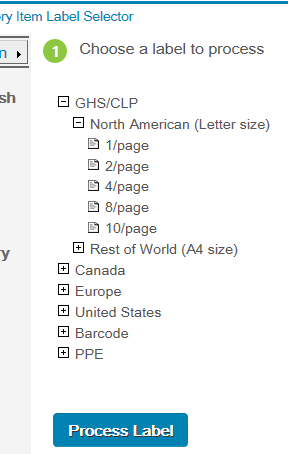 ry Item Label Selector
n
1 Choose a label to process
sh
GHS/CLP
North American (Letter size)
1/page
2/page
4/page
8/page
10/page
ry
Rest of World (A4 size)
Canada
Europe
United States
Barcode
PPE
Process Label